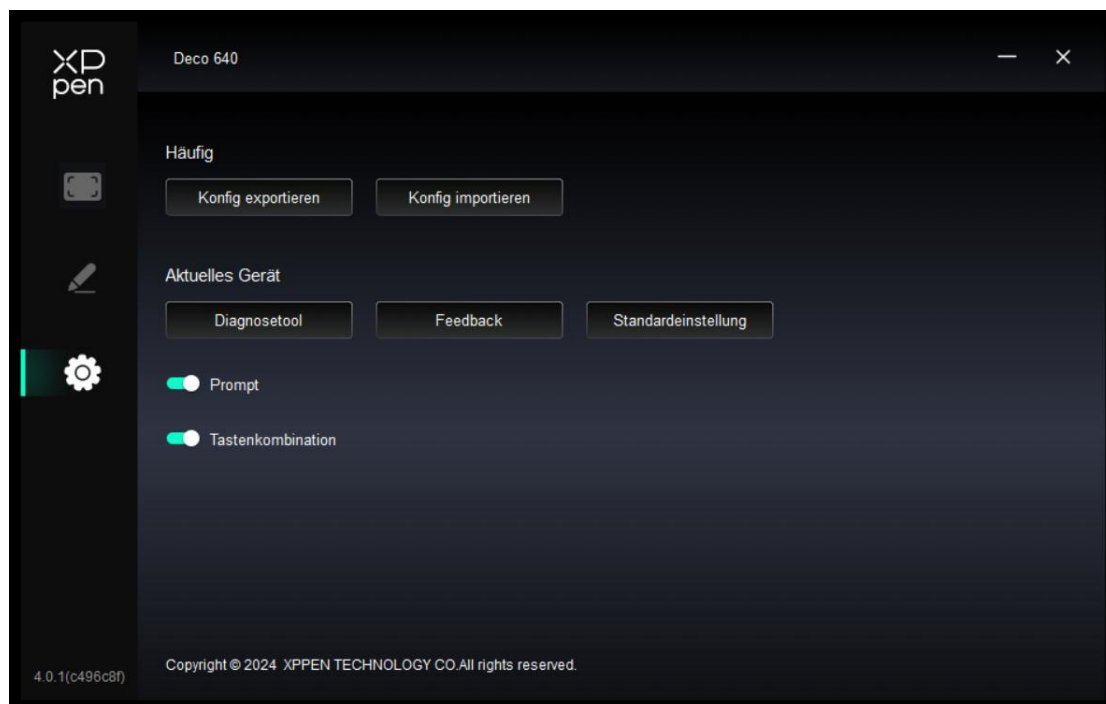 XP
pen
Deco 640
Häufig
Konfig exportieren Konfig importieren
Aktuelles Gerät
Diagnosetool Feedback Standardeinstellung
Prompt
Tastenkombination
Copyright © 2024 XPPEN TECHNOLOGY CO.All rights reserved.
4.0.1(c496c8f)